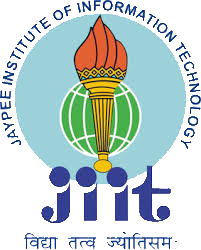 JAYPEE INSTITUTE OF INFORMATION TECHNOLOGY
jiit
विद्या तत्व ज्योतिसमः